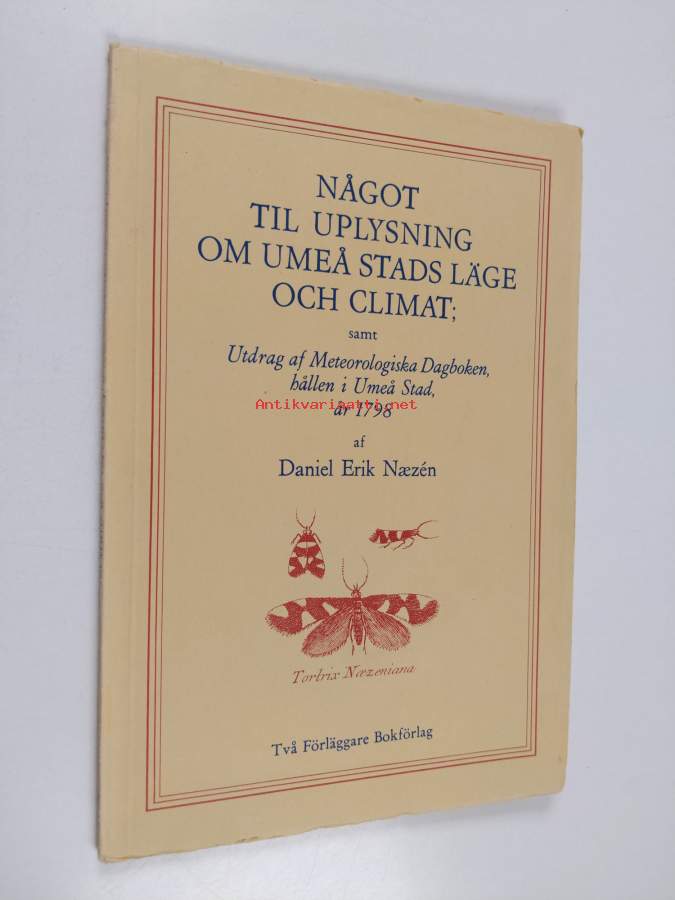 NÅGOT
TIL UPLYSNING
OM UMEÅ STADS LÄGE
OCH CLIMAT;
samt
Utdrag af Meteorologiska Dagboken,
hållen i Umeå Stad,
år 1798
Antikvariaatti.net
af
Daniel Erik Næzén
Tortrix Næzeniana
Två Förläggare Bokförlag